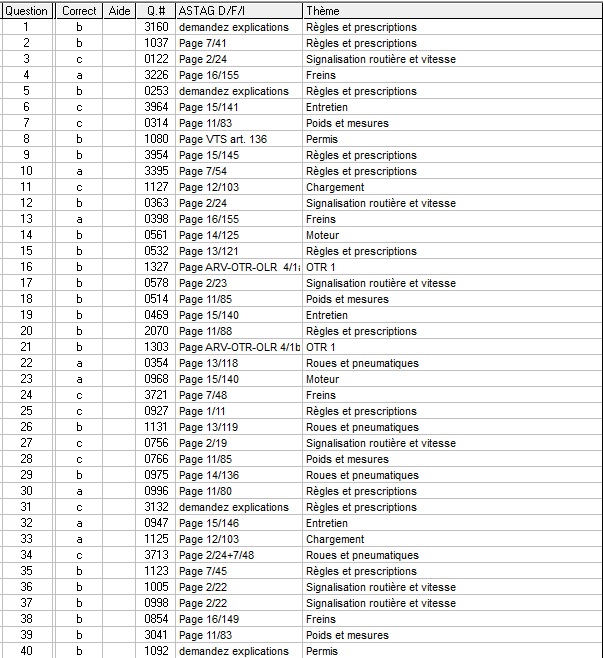 Question Correct Aide Q.# ASTAG D/F/I Thème
1 b 3160 demandez explications Règles et prescriptions
2 b 1037 Page 7/41 Règles et prescriptions
3 c 0122 Page 2/24 Signalisation routière et vitesse
4 a 3226 Page 16/155 Freins
5 b 0253 demandez explications Règles et prescriptions
6 c 3964 Page 15/141 Entretien
7 c 0314 Page 11/83 Poids et mesures
8 b 1080 Page VTS art. 136 Permis
9 b 3954 Page 15/145 Règles et prescriptions
10 a 3395 Page 7/54 Règles et prescriptions
11 c 1127 Page 12/103 Chargement
12 b 0363 Page 2/24 Signalisation routière et vitesse
13 a 0398 Page 16/155 Freins
14 b 0561 Page 14/125 Moteur
15 b 0532 Page 13/121 Règles et prescriptions
16 b 1327 Page ARV-OTR-OLR 4/1a OTR 1
17 b 0578 Page 2/23 Signalisation routière et vitesse
18 b 0514 Page 11/85 Poids et mesures
19 b 0469 Page 15/140 Entretien
20 b 2070 Page 11/88 Règles et prescriptions
21 b 1303 Page ARV-OTR-OLR 4/1b OTR 1
22 a 0354 Page 13/118 Roues et pneumatiques
23 a 0968 Page 15/140 Moteur
24 c 3721 Page 7/48 Freins
25 c 0927 Page 1/11 Règles et prescriptions
26 b 1131 Page 13/119 Roues et pneumatiques
27 c 0756 Page 2/19 Signalisation routière et vitesse
28 c 0766 Page 11/85 Poids et mesures
29 b 0975 Page 14/136 Roues et pneumatiques
30 a 0996 Page 11/80 Règles et prescriptions
31 c 3132 demandez explications Règles et prescriptions
32 a 0947 Page 15/146 Entretien
33 a 1125 Page 12/103 Chargement
34 c 3713 Page 2/24+7/48 Roues et pneumatiques
35 b 1123 Page 7/45 Règles et prescriptions
36 b 1005 Page 2/22 Signalisation routière et vitesse
37 b 0998 Page 2/22 Signalisation routière et vitesse
38 b 0854 Page 16/149 Freins
39 b 3041 Page 11/83 Poids et mesures
40 b 1092 demandez explications Permis